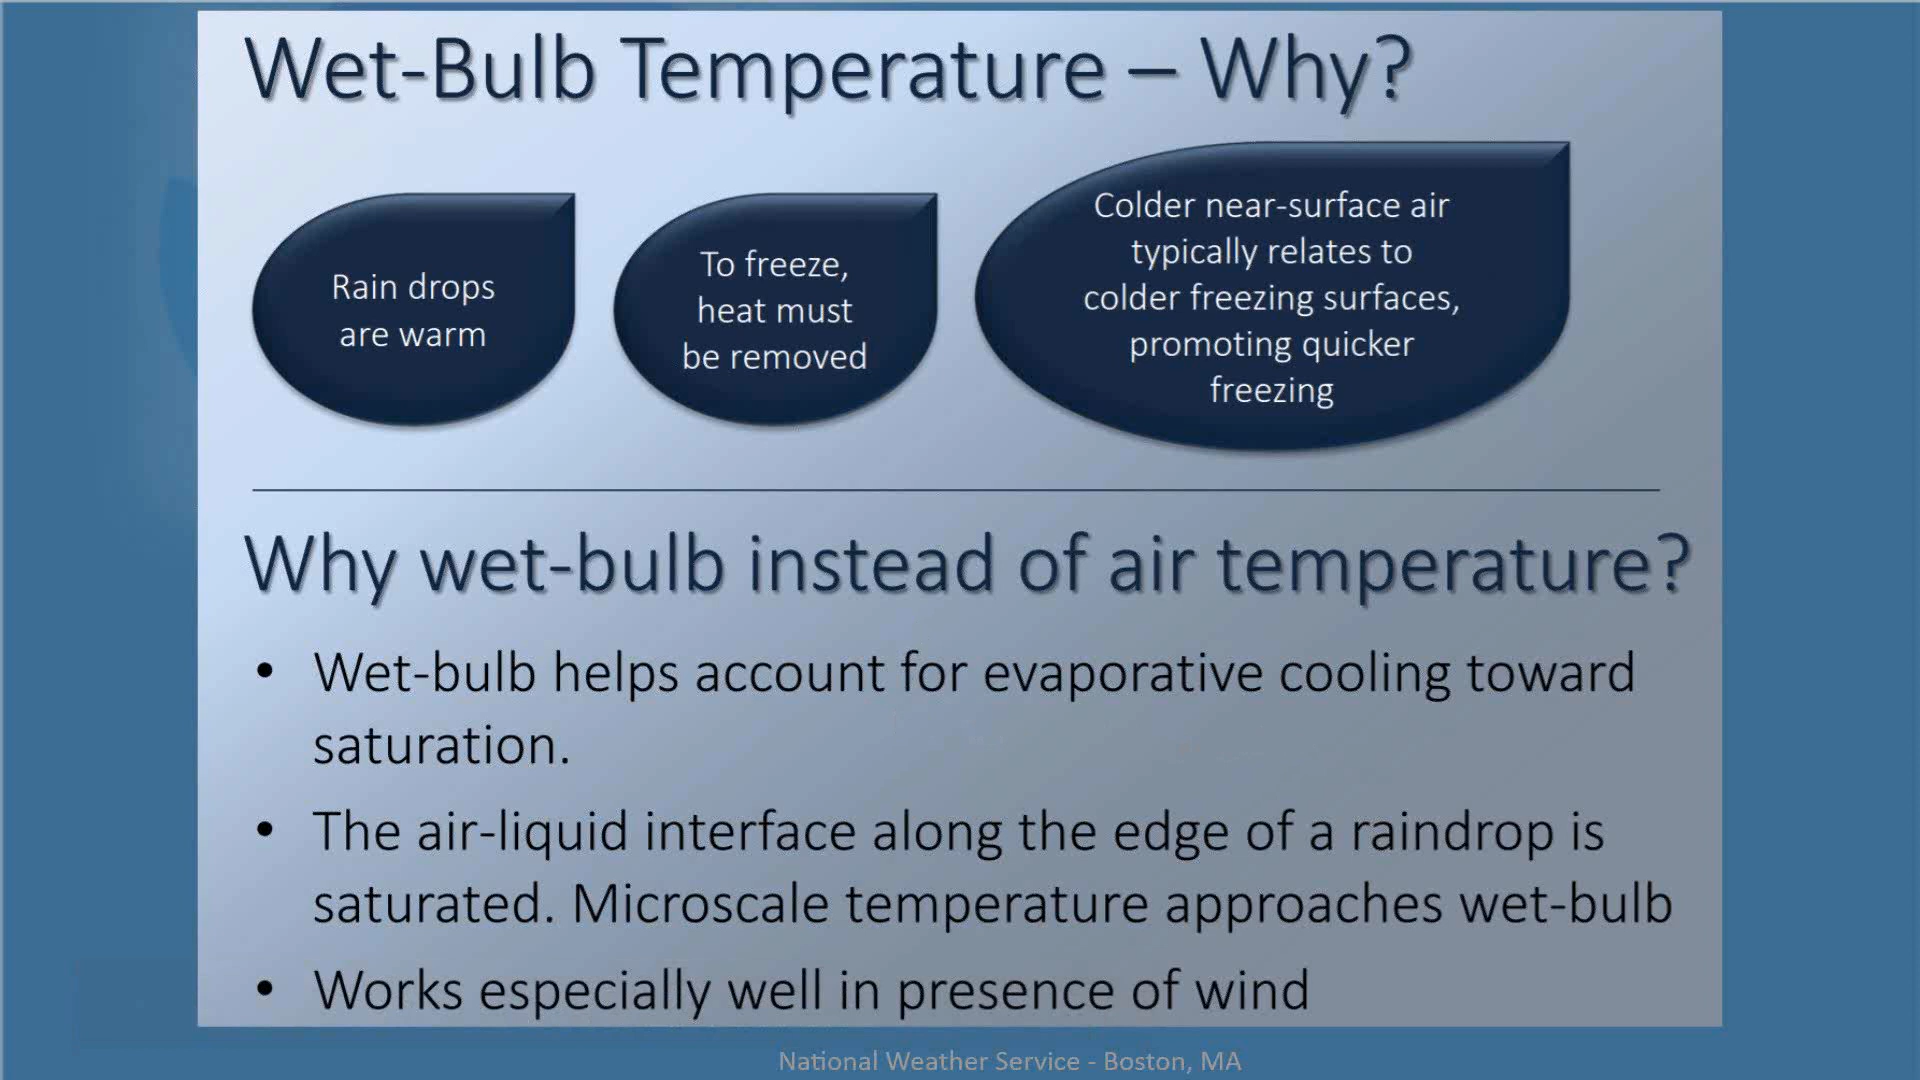 Wet-Bulb Temperature – Why?
Rain drops
are warm
To freeze,
heat must
be removed
Colder near-surface air
typically relates to
colder freezing surfaces,
promoting quicker
freezing
Why wet-bulb instead of air temperature?
• Wet-bulb helps account for evaporative cooling toward
saturation.
• The air-liquid interface along the edge of a raindrop is
saturated. Microscale temperature approaches wet-bulb
• Works especially well in presence of wind
National Weather Service - Boston, MA